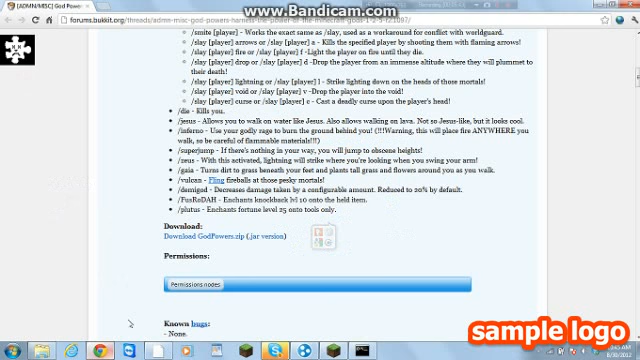 [ADMN/MISC] God Power
www.Bandicam.com
forums.bukkit.org/threads/admn-misc-god-powers-harness-the-power-of-the-minecraft-gods-1-2-5
/smite [player] - Works the exact same as /slay, used as a workaround for conflict with worldguard.
/slay [player] arrows or /slay [player] a - Kills the specified player by shooting them with flaming arrows!
/slay [player] fire or /slay [player] f - Light the player on fire until they die.
/slay [player] drop or /slay [player] d -Drop the player from an immense altitude where they will plummet to
their death!
/slay [player] lightning or /slay [player] l - Strike lighting down on the heads of those mortals!
/slay [player] void or /slay [player] v -Drop the player into the void!
/slay [player] curse or /slay [player] c - Cast a deadly curse upon the player's head!
/die - Kills you.
/jesus - Allows you to walk on water like Jesus. Also allows walking on lava. Not so Jesus-like, but it looks cool.
/inferno - Use your godly rage to burn the ground behind you! (!!!Warning, this will place fire ANYWHERE you
walk, so be careful of flammable materials!!!)
/superjump - If there's nothing in your way, you will jump to obscene heights!
/zeus - With this activated, lightning will strike where you're looking when you swing your arm!
/gaia - Turns dirt to grass beneath your feet and plants tall grass and flowers around you as you walk.
/vulcan - Fling fireballs at those pesky mortals!
/demigod - Decreases damage taken by a configurable amount. Reduced to 20% by default.
/FusRoDAH - Enchants knockback lvl 10 onto the held item.
/plutus - Enchants fortune level 25 onto tools only.
Download:
Download GodPowers.zip (.jar version)
Permissions:
Permissions nodes
Known bugs:
- None.
sample logo
8/30/2012